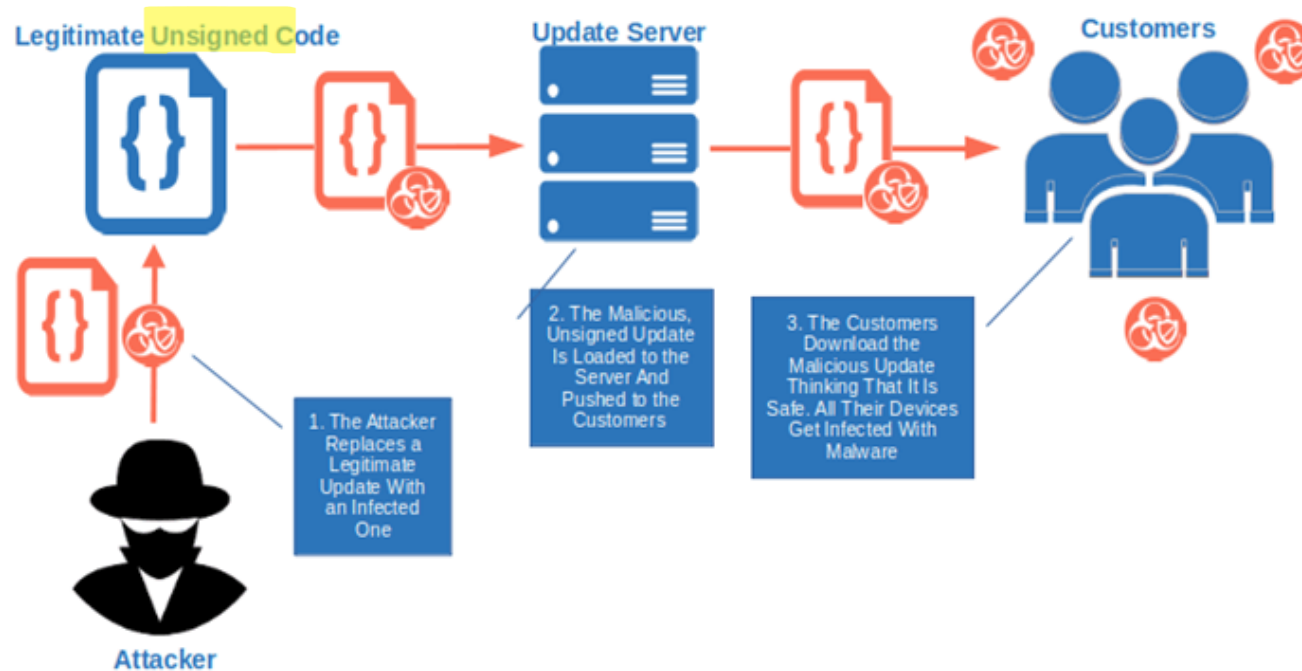 Legitimate Unsigned Code
Update Server
Customers
1. The Attacker
Replaces a
Legitimate
Update With
an Infected
One
2. The Malicious,
Unsigned Update
Is Loaded to the
Server And
Pushed to the
Customers
3. The Customers
Download the
Malicious Update
Thinking That It Is
Safe. All Their Devices
Get Infected With
Malware
Attacker